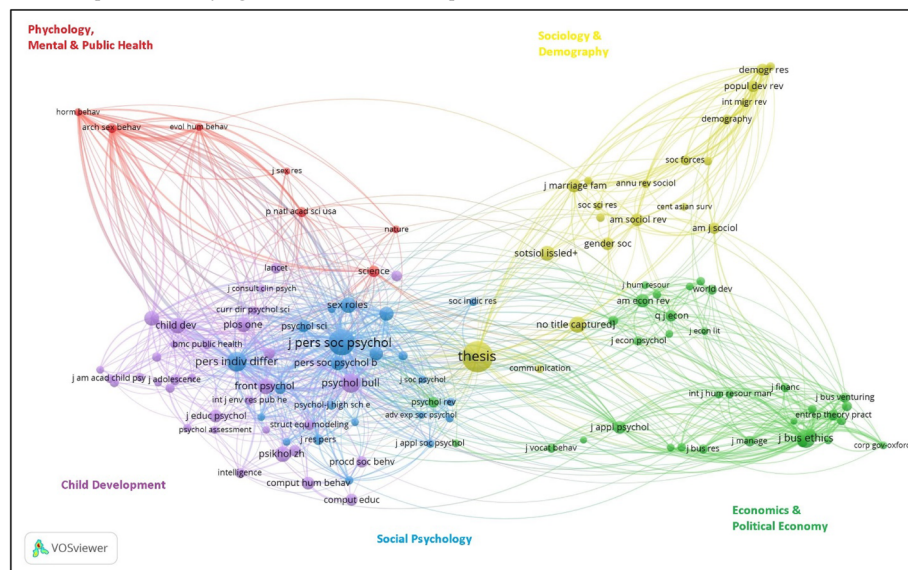 Phychology,
Mental & Public Health
Sociology & Demography
demogr res
popul dev rev
int migr rev
demography
horm behav
arch sex behav
evol hum behav
j sex res
p natl acad sci usa
nature
science
soc forces
j marriage fam
annu rev sociol
soc sci res
cent asian surv
am sociol rev
am j sociol
gender soc
sotsiol issled+
lancet
j consult clin psych
curr dir psychol sci
sex roles
soc indic res
j hum resour
world dev
am econ rev
child dev
plos one
psychol sci
q j econ
no title captured]
j econ lit
j econ psychol
bmc public health
j pers soc psychol
thesis
pers indiv differ
pers soc psychol b
communication
j am acad child psy
j adolescence
front psychol
psychol bull
j soc psychol
int j env res pub he
psychol rev
int j hum resour man
j financ
j bus venturing
entrep theory pract
j educ psychol
psychol-j high sch e
adv exp soc psychol
struct equ modeling
psychol assessment
j appl psychol
j res pers
j appl soc psychol
j vocat behav
j bus res
j manage
j bus ethics
corp gov-oxford
psikhol zh
procd soc behv
intelligence
comput hum behav
comput educ
Child Development
Social Psychology
Economics &
Political Economy
VOSviewer